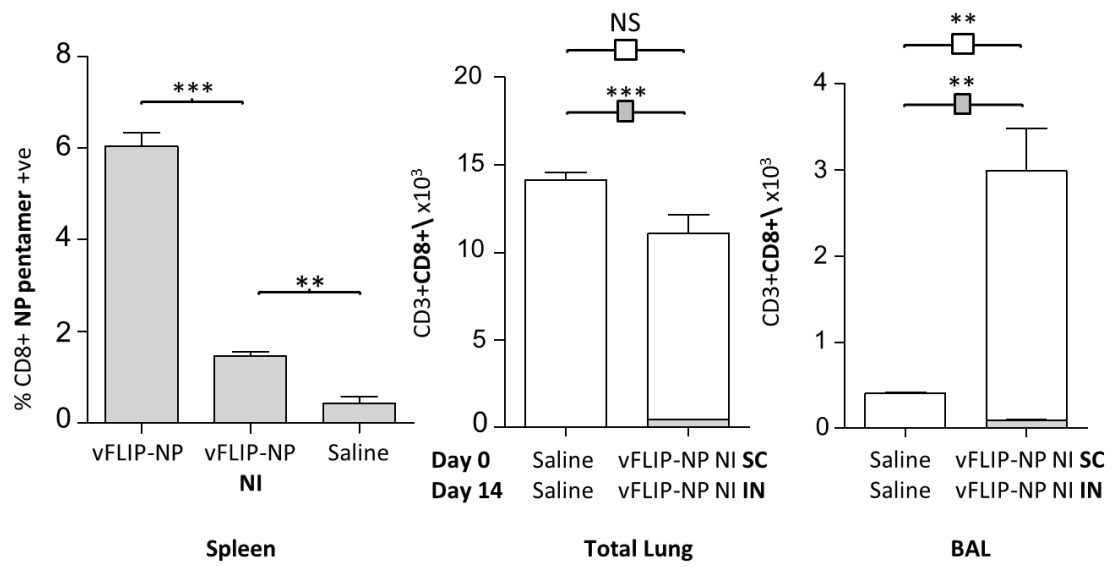 8
6
4
2
0
% CD8+ NP pentamer +ve
***
**
vFLIP-NP
vFLIP-NP
NI
Saline
Spleen
NS
***
20
15
10
5
0
CD3+CD8+\ x10³
Day 0 Saline vFLIP-NP NI SC
Day 14 Saline vFLIP-NP NI IN
Total Lung
**
**
4
3
2
1
0
CD3+CD8+\ x10³
Saline vFLIP-NP NI SC
Saline vFLIP-NP NI IN
BAL